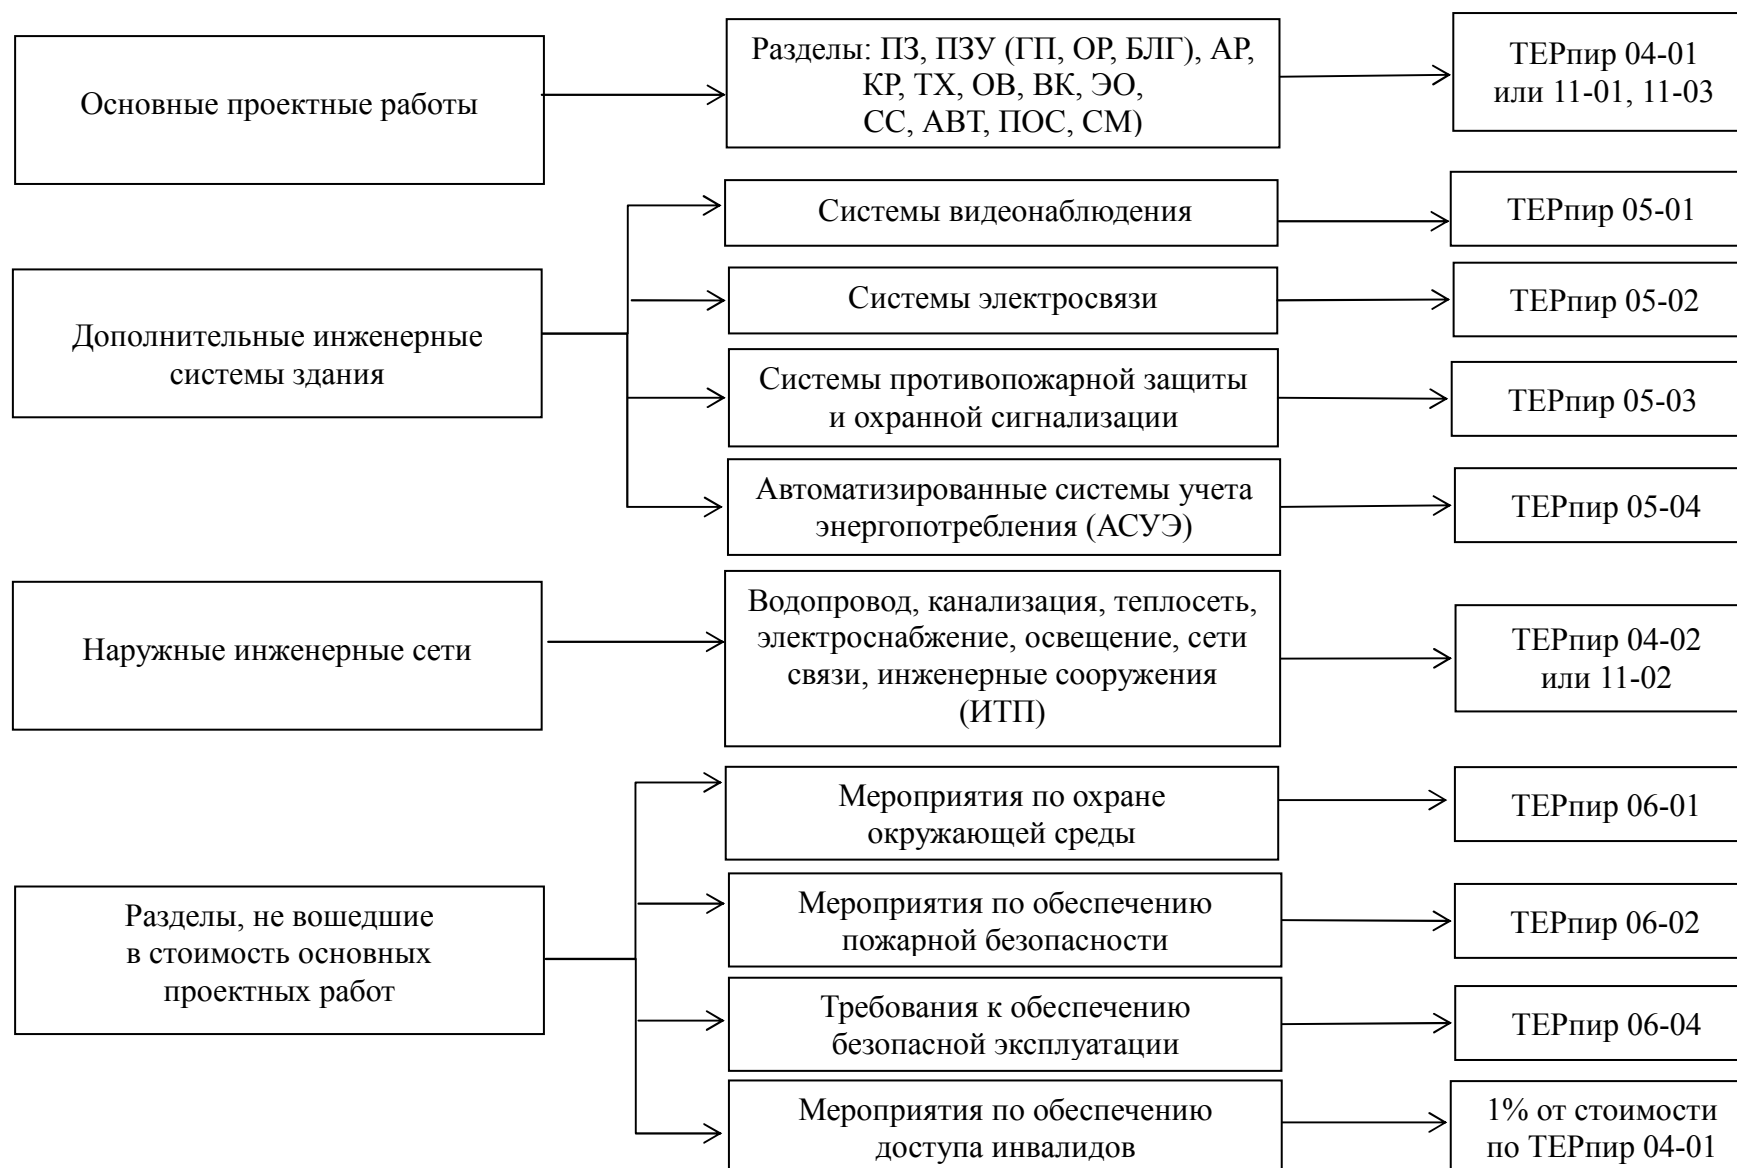 Основные проектные работы
Разделы: ПЗ, ПЗУ (ГП, ОР, БЛГ), АР,
КР, ТХ, ОВ, ВК, ЭО,
СС, АВТ, ПОС, СМ)
ТЕРпир 04-01
или 11-01, 11-03
Дополнительные инженерные
системы здания
Системы видеонаблюдения
ТЕРпир 05-01
Системы электросвязи
ТЕРпир 05-02
Системы противопожарной защиты
и охранной сигнализации
ТЕРпир 05-03
Автоматизированные системы учета
энергопотребления (АСУЭ)
ТЕРпир 05-04
Наружные инженерные сети
Водопровод, канализация, теплосеть,
электроснабжение, освещение, сети
связи, инженерные сооружения
(ИТП)
ТЕРпир 04-02
или 11-02
Разделы, не вошедшие
в стоимость основных
проектных работ
Мероприятия по охране
окружающей среды
ТЕРпир 06-01
Мероприятия по обеспечению
пожарной безопасности
ТЕРпир 06-02
Требования к обеспечению
безопасной эксплуатации
ТЕРпир 06-04
Мероприятия по обеспечению
доступа инвалидов
1% от стоимости
по ТЕРпир 04-01